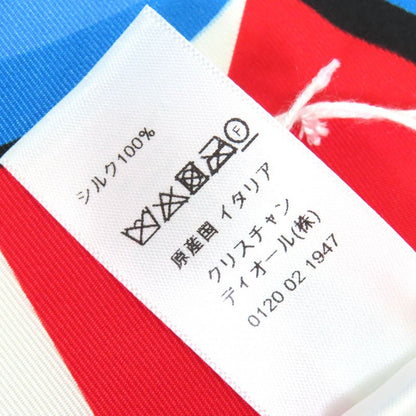 シルク100%
F
原産国 イタリア
クリスチャン
ディオール(株)
0120 02 1947